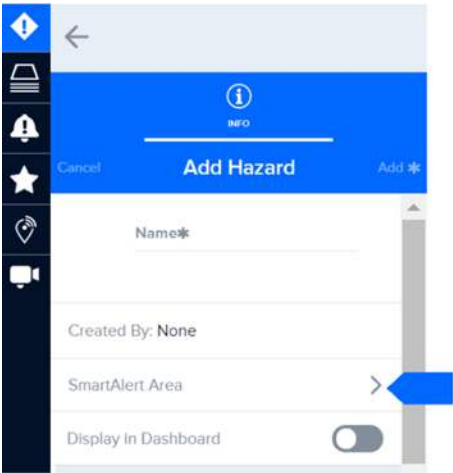 INFO
Cancel Add Hazard Add ✱
Name✱
Created By: None
SmartAlert Area
Display in Dashboard